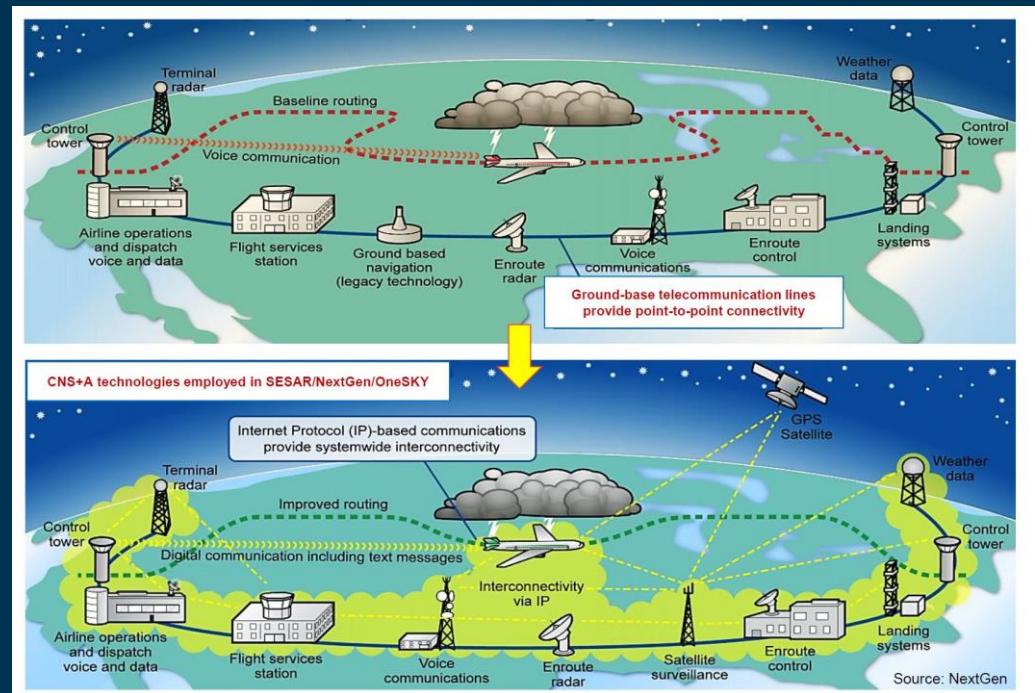 Terminal
radar
Weather
data
Baseline routing
Control
tower
Control
tower
Voice communication
Airline operations
and dispatch
voice and data
Flight services
station
Ground based
navigation
(legacy technology)
Enroute
radar
Voice
communications
Enroute
control
Landing
systems
Ground-base telecommunication lines
provide point-to-point connectivity
CNS+A technologies employed in SESAR/NextGen/OneSKY
GPS
Satellite
Internet Protocol (IP)-based communications
provide systemwide interconnectivity
Terminal
radar
Weather
data
Improved routing
Control
tower
Control
tower
Digital communication including text messages
Interconnectivity
via IP
Airline operations
and dispatch
voice and data
Flight services
station
Voice
communications
Enroute
radar
Satellite
surveillance
Enroute
control
Landing
systems
Source: NextGen